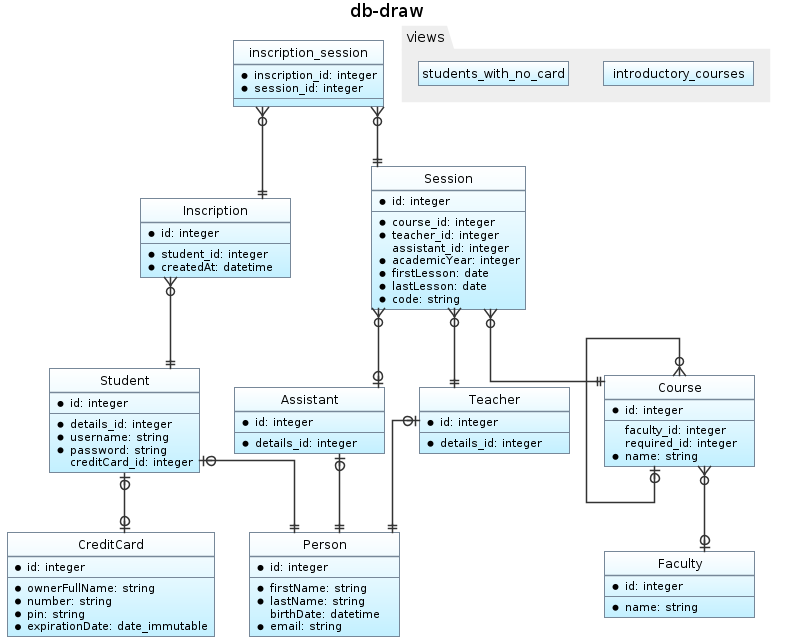 db-draw
views
students_with_no_card
introductory_courses
inscription_session
inscription_id: integer
session_id: integer
Session
id: integer
course_id: integer
teacher_id: integer
assistant_id: integer
academicYear: integer
firstLesson: date
lastLesson: date
code: string
Inscription
id: integer
student_id: integer
createdAt: datetime
Student
id: integer
details_id: integer
username: string
password: string
creditCard_id: integer
Assistant
id: integer
details_id: integer
Teacher
id: integer
details_id: integer
Course
id: integer
faculty_id: integer
required_id: integer
name: string
CreditCard
id: integer
ownerFullName: string
number: string
pin: string
expirationDate: date_immutable
Person
id: integer
firstName: string
lastName: string
birthDate: datetime
email: string
Faculty
id: integer
name: string